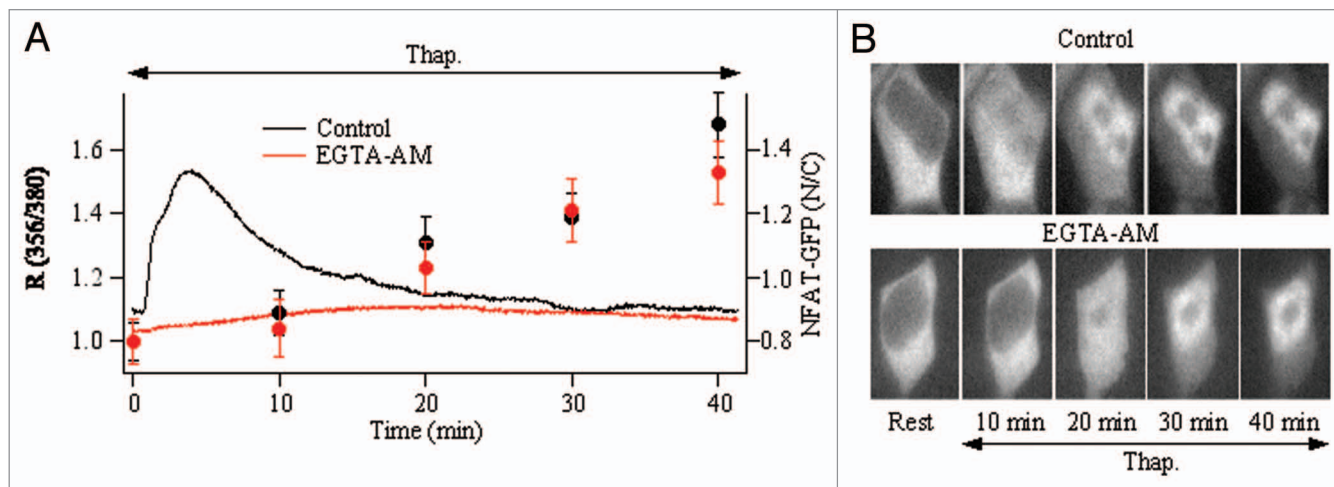 A
Thap.
Control
EGTA-AM
R (356/380)
1.6
1.4
1.2
1.0
1.4
1.2
1.0
0.8
NFAT-GFP (N/C)
0
10
20
30
40
Time (min)
B
Control
EGTA-AM
Rest
10 min
20 min
30 min
40 min
Thap.